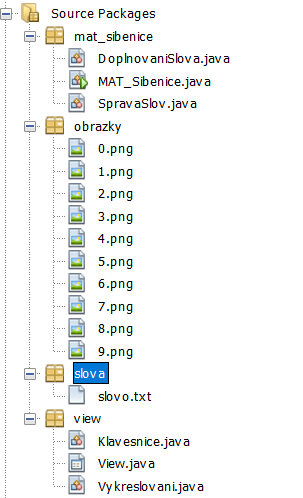 Source Packages
mat_sibenice
DoplnovaniSlova.java
MAT_Sibenice.java
SpravaSlov.java
obrazky
0.png
1.png
2.png
3.png
4.png
5.png
6.png
7.png
8.png
9.png
slova
slovo.txt
view
Klavesnice.java
View.java
Vykreslovani.java